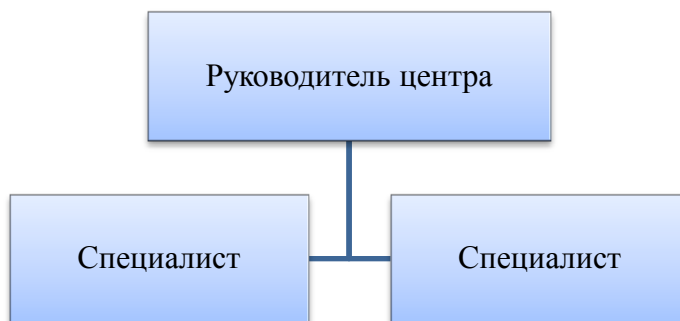 Руководитель центра
Специалист
Специалист